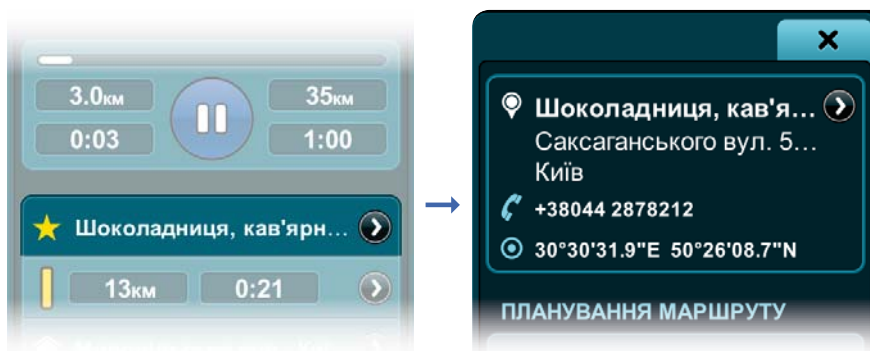 3.0км
35км
0:03
1:00
Шоколадниця, кав'ярн...
13км
0:21
Шоколадниця, кав'я...
Саксаганського вул. 5...
Київ
+38044 2878212
30°30'31.9"E 50°26'08.7"N
ПЛАНУВАННЯ МАРШРУТУ